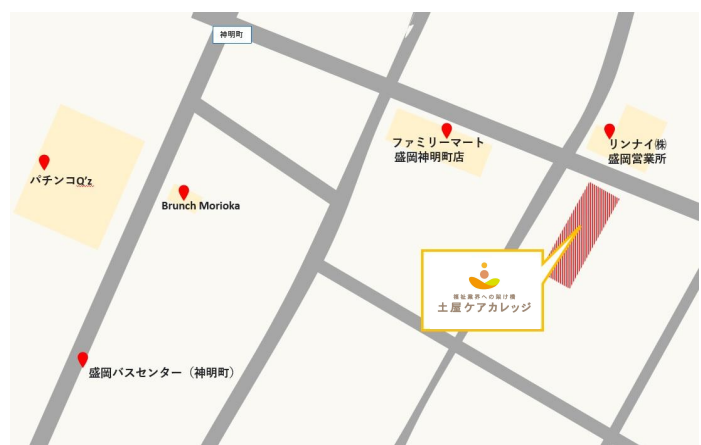 神明町
ファミリーマート
盛岡神明町店
リンナイ㈱
盛岡営業所
パチンコQ'z
Brunch Morioka
福祉業界への架け橋
土屋ケアカレッジ
盛岡バスセンター（神明町）